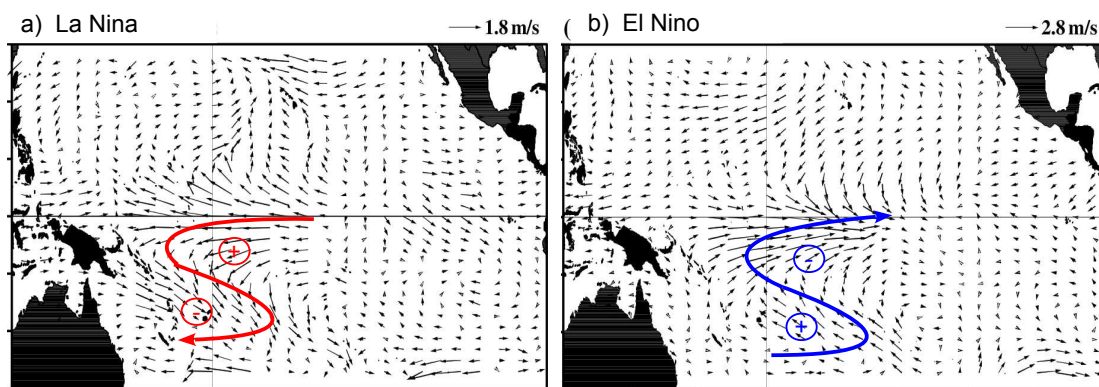 a) La Nina
1.8 m/s
( b) El Nino
2.8 m/s
+
-
-
+